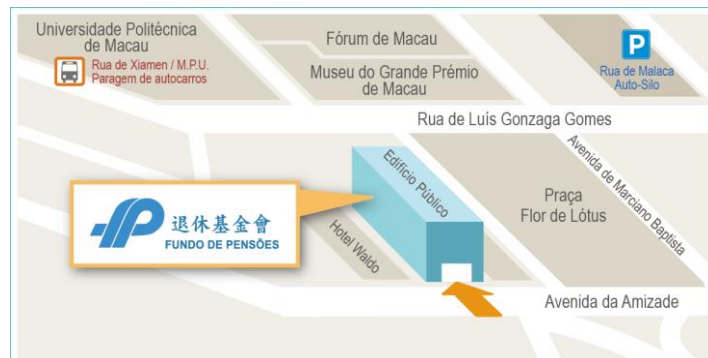 Universidade Politécnica
de Macau
Rua de Xiamen / M.P.U.
Paragem de autocarros
Fórum de Macau
Museu do Grande Prémio
de Macau
P
Rua de Malaca
Auto-Silo
Rua de Luís Gonzaga Gomes
Avenida de Marciano Baptista
Edifício Público
Praça
Flor de Lótus
退休基金會
FUNDO DE PENSÕES
Hotel Waldo
Avenida da Amizade